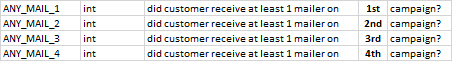 ANY_MAIL_1 int did customer receive at least 1 mailer on 1st campaign?
ANY_MAIL_2 int did customer receive at least 1 mailer on 2nd campaign?
ANY_MAIL_3 int did customer receive at least 1 mailer on 3rd campaign?
ANY_MAIL_4 int did customer receive at least 1 mailer on 4th campaign?